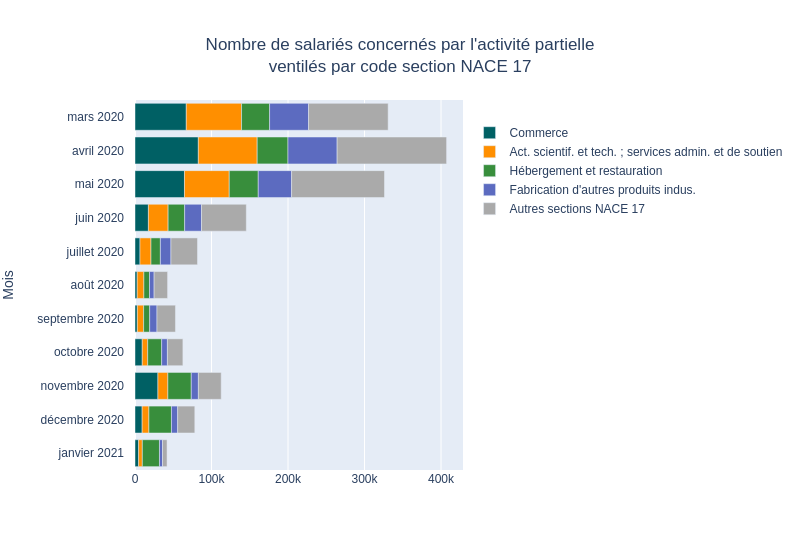 Nombre de salariés concernés par l'activité partielle
ventilés par code section NACE 17
Mois
mars 2020
avril 2020
mai 2020
juin 2020
juillet 2020
août 2020
septembre 2020
octobre 2020
novembre 2020
décembre 2020
janvier 2021
0 100k 200k 300k 400k
Commerce
Act. scientif. et tech. ; services admin. et de soutien
Hébergement et restauration
Fabrication d'autres produits indus.
Autres sections NACE 17